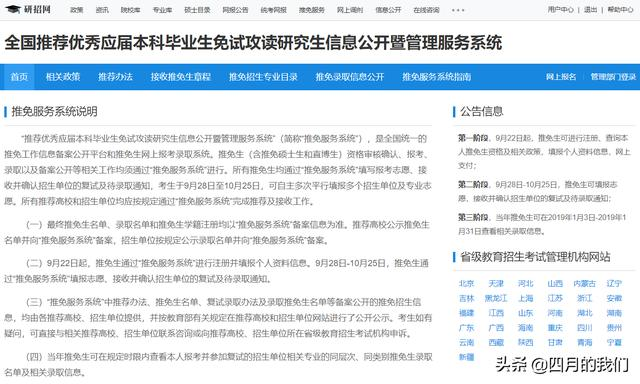 研招网 政策 资讯 院校库 专业库 硕士目录 网报公告 统考网报 推免服务 网上调剂 信息公开 在线咨询 ••• 用户中心 | 退出 | 帮助中心
全国推荐优秀应届本科毕业生免试攻读研究生信息公开暨管理服务系统
首页 相关政策 推荐办法 接收推免生章程 推免招生专业目录 推免录取信息公开 推免服务系统指南 网上报名 | 管理部门登录
推免服务系统说明
“推荐优秀应届本科毕业生免试攻读研究生信息公开暨管理服务系统”（简称“推免服务系统”），是全国统一的
推免工作信息备案公开平台和推免生网上报考录取系统。推免生（含推免硕士生和直博生）资格审核确认、报考、
录取以及备案公开等相关工作均须通过“推免服务系统”进行。所有推免生均通过“推免服务系统”填写报考志愿、接
收并确认招生单位的复试及待录取通知，考生于9月28日至10月25日，可自主多次平行填报多个招生单位及专业志
愿。所有推荐高校和招生单位均应按规定通过“推免服务系统”完成推荐及接收工作。
（一）最终推免生名单、录取名单和推免生学籍注册均以“推免服务系统”备案信息为准。推荐高校公示推免生
名单并向“推免服务系统”备案，招生单位按规定公示录取名单并向“推免服务系统”备案。
（二）9月22日起，推免生通过“推免服务系统”进行注册并填报个人资料信息。9月28日-10月25日，推免生通
过“推免服务系统”填报志愿、接收并确认招生单位的复试及待录取通知。
（三）“推免服务系统”中推荐办法、推免生名单、复试录取办法及录取推免生名单等备案公开的推免招生信
息，均由各推荐高校、招生单位提供，并按教育部有关规定在推荐高校和招生单位网站进行了公开公示。考生如有
疑问，可直接与相关推荐高校、招生单位联系咨询或向推荐高校、招生单位所在省级教育招生考试机构申诉。
（四）当年推免生可在规定时限内查看本人报考并参加复试的招生单位相关专业的同层次、同类别推免生录取
名单及相关录取信息。
公告信息
第一阶段，9月22日起，推免生可进行注册、查询本
人推免生资格及相关政策，填报个人资料信息、网上
支付；
第二阶段，9月28日-10月25日，推免生可填报志
愿、接收并确认招生单位的复试及待录取通知；
第三阶段，当年推免生可在2019年1月3日-2019年1
月31日查看相关录取信息。
省级教育招生考试管理机构网站
北京 天津 河北 山西 内蒙古 辽宁
吉林 黑龙江 上海 江苏 浙江 安徽
福建 江西 山东 河南 湖北 湖南
广东 广西 海南 重庆 四川 贵州
云南 西藏 陕西 甘肃 青海 宁夏
新疆
头条 @四月的我们